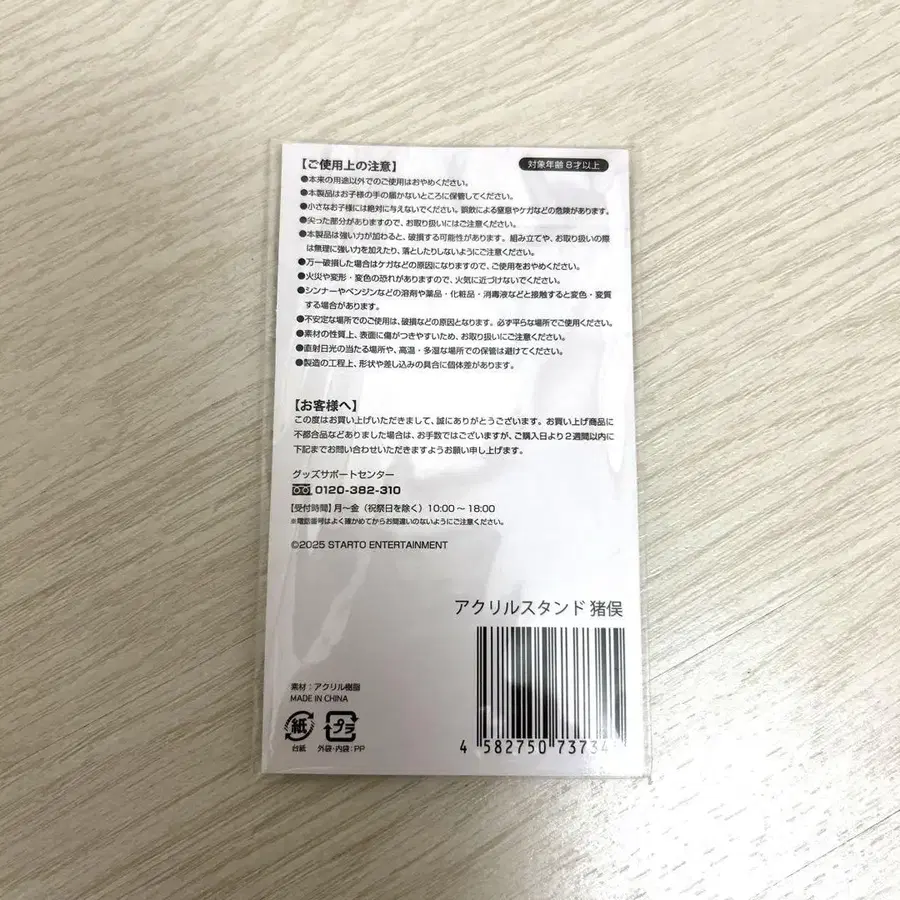 【ご使用上の注意】
対象年齢 8才以上
●本来の用途以外でのご使用はおやめください。
●本製品はお子様の手の届かないところに保管してください。
●小さなお子様には絶対に与えないでください。誤飲による窒息やケガなどの危険があります。
●尖った部分がありますので、お取り扱いにはご注意ください。
●本製品は強い力が加わると、破損する可能性があります。組み立てや、お取り扱いの際
は無理に強い力を加えたり、落としたりしないようにご注意ください。
●万一破損した場合はケガなどの原因になりますので、ご使用をおやめください。
●火災や変形・変色の恐れがありますので、火気に近づけないでください。
●シンナーやベンジンなどの溶剤や薬品・化粧品・消毒液などと接触すると変色・変質
する場合があります。
●不安定な場所でのご使用は、破損などの原因となります。必ず平らな場所でご使用ください。
●素材の性質上、表面に傷がつきやすいため、お取り扱いにご注意ください。
●直射日光の当たる場所や、高温・多湿な場所での保管は避けてください。
●製造の工程上、形状や差し込みの具合に個体差があります。
【お客様へ】
この度はお買い上げいただきまして、誠にありがとうございます。お買い上げ商品に
不都合品などありました場合は、お手数ではございますが、ご購入日より2週間以内に
下記までお問い合わせいただきますようお願い申し上げます。
グッズサポートセンター
0120-382-310
【受付時間】月〜金（祝祭日を除く）10:00〜18:00
※電話番号はよく確かめてからお間違いのないようにご注意ください。
©2025 STARTO ENTERTAINMENT
アクリルスタンド 猪俣
素材：アクリル樹脂
MADE IN CHINA
紙 プラ
台紙 外袋・内袋：PP
4 582750 73734